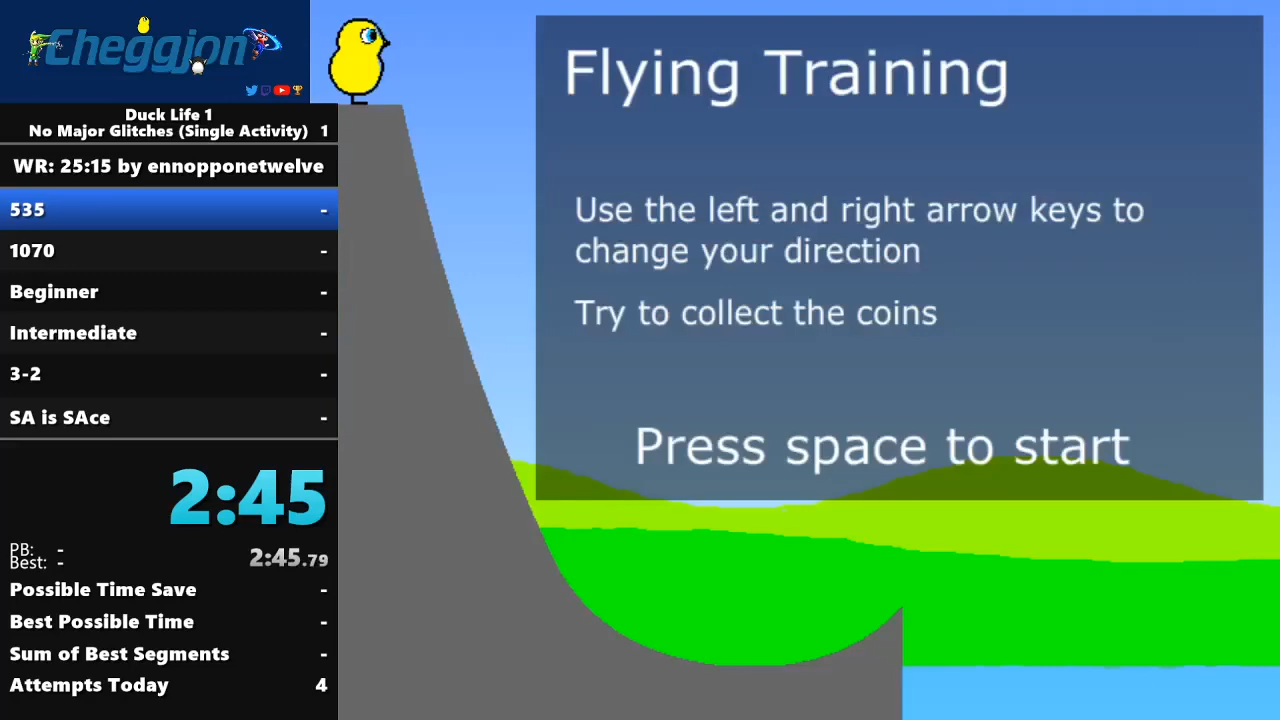 Cheggjon
Duck Life 1
No Major Glitches (Single Activity) 1
WR: 25:15 by ennopponetwelve
535 -
1070 -
Beginner -
Intermediate -
3-2 -
SA is SAce -
2:45
PB: -
Best: -
2:45.79
Possible Time Save -
Best Possible Time -
Sum of Best Segments -
Attempts Today 4
Flying Training
Use the left and right arrow keys to
change your direction
Try to collect the coins
Press space to start